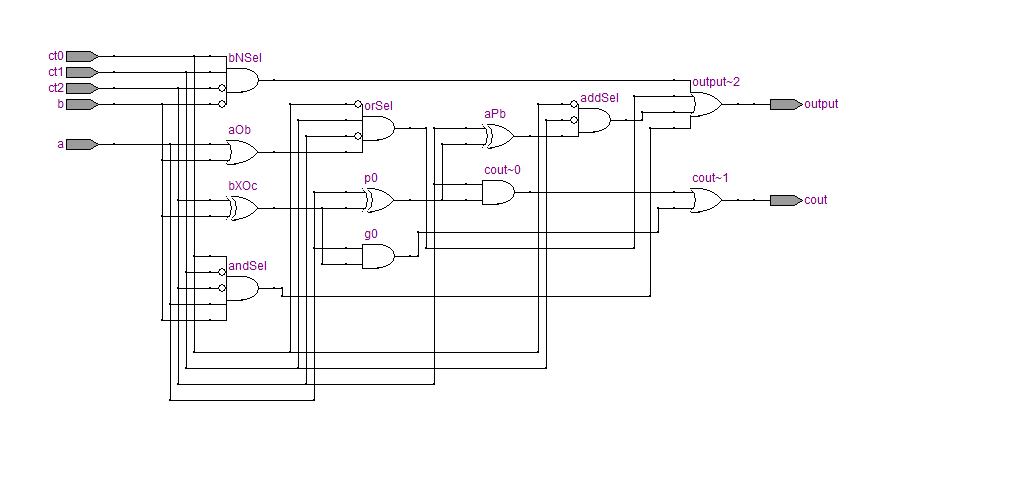 ct0
ct1
ct2
b
a
bNSel
aOb
bXOc
andSel
orSel
p0
g0
aPb
cout~0
addSel
output~2
cout~1
output
cout